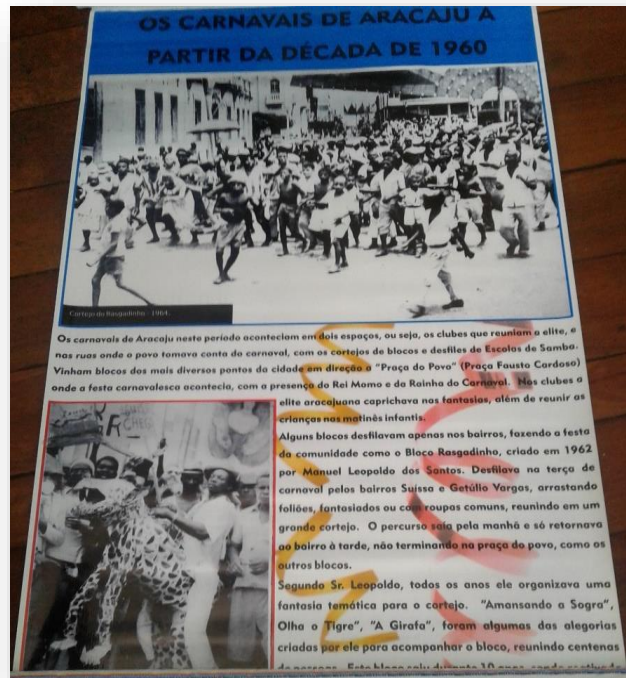 OS CARNAVAIS DE ARACAJU A
PARTIR DA DÉCADA DE 1960
Cortejo do Rasgadinho - 1964.
Os carnavais de Aracaju neste período aconteciam em dois espaços, ou seja, os clubes que reuniam a elite, e
nas ruas onde o povo tomava conta do carnaval, com os cortejos de blocos e desfiles de Escolas de Samba.
Vinham blocos dos mais diversos pontos da cidade em direção a "Praça do Povo" (Praça Fausto Cardoso)
onde a festa carnavalesca acontecia, com a presença do Rei Momo e da Rainha do Carnaval. Nos clubes a
elite aracajuana caprichava nas fantasias, além de reunir as
crianças nas matinês infantis.
Alguns blocos desfilavam apenas nos bairros, fazendo a festa
da comunidade como o Bloco Rasgadinho, criado em 1962
por Manuel Leopoldo dos Santos. Desfilava na terça de
carnaval pelos bairros Suissa e Getúlio Vargas, arrastando
foliões, fantasiados ou com roupas comuns, reunindo em um
grande cortejo. O percurso saia pela manhã e só retornava
ao bairro à tarde, não terminando na praça do povo, como os
outros blocos.
Segundo Sr. Leopoldo, todos os anos ele organizava uma
fantasia temática para o cortejo. "Amansando a Sogra",
Olha o Tigre", "A Girafa", foram algumas das alegorias
criadas por ele para acompanhar o bloco, reunindo centenas
de pessoas. Este bloco saiu durante 10 anos